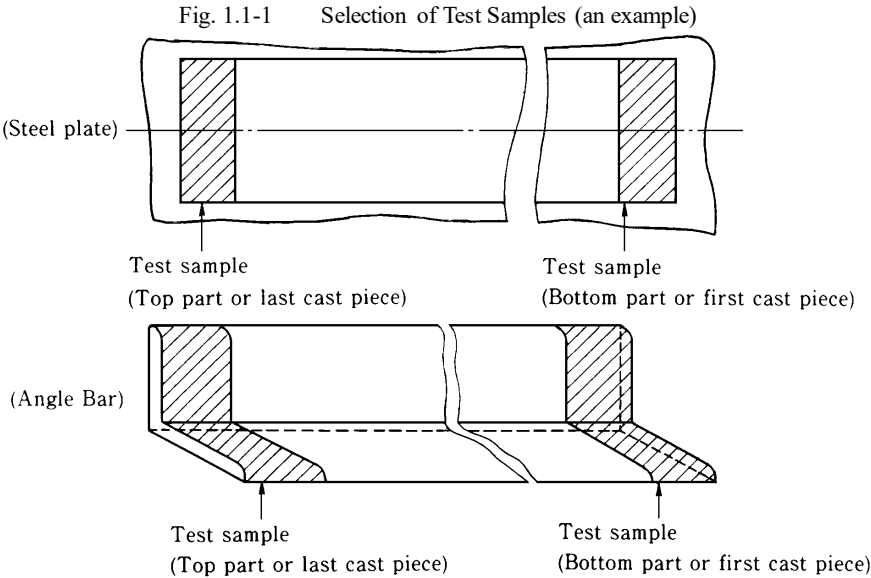 Fig. 1.1-1 Selection of Test Samples (an example)
(Steel plate)
Test sample
(Top part or last cast piece)
Test sample
(Bottom part or first cast piece)
(Angle Bar)
Test sample
(Top part or last cast piece)
Test sample
(Bottom part or first cast piece)